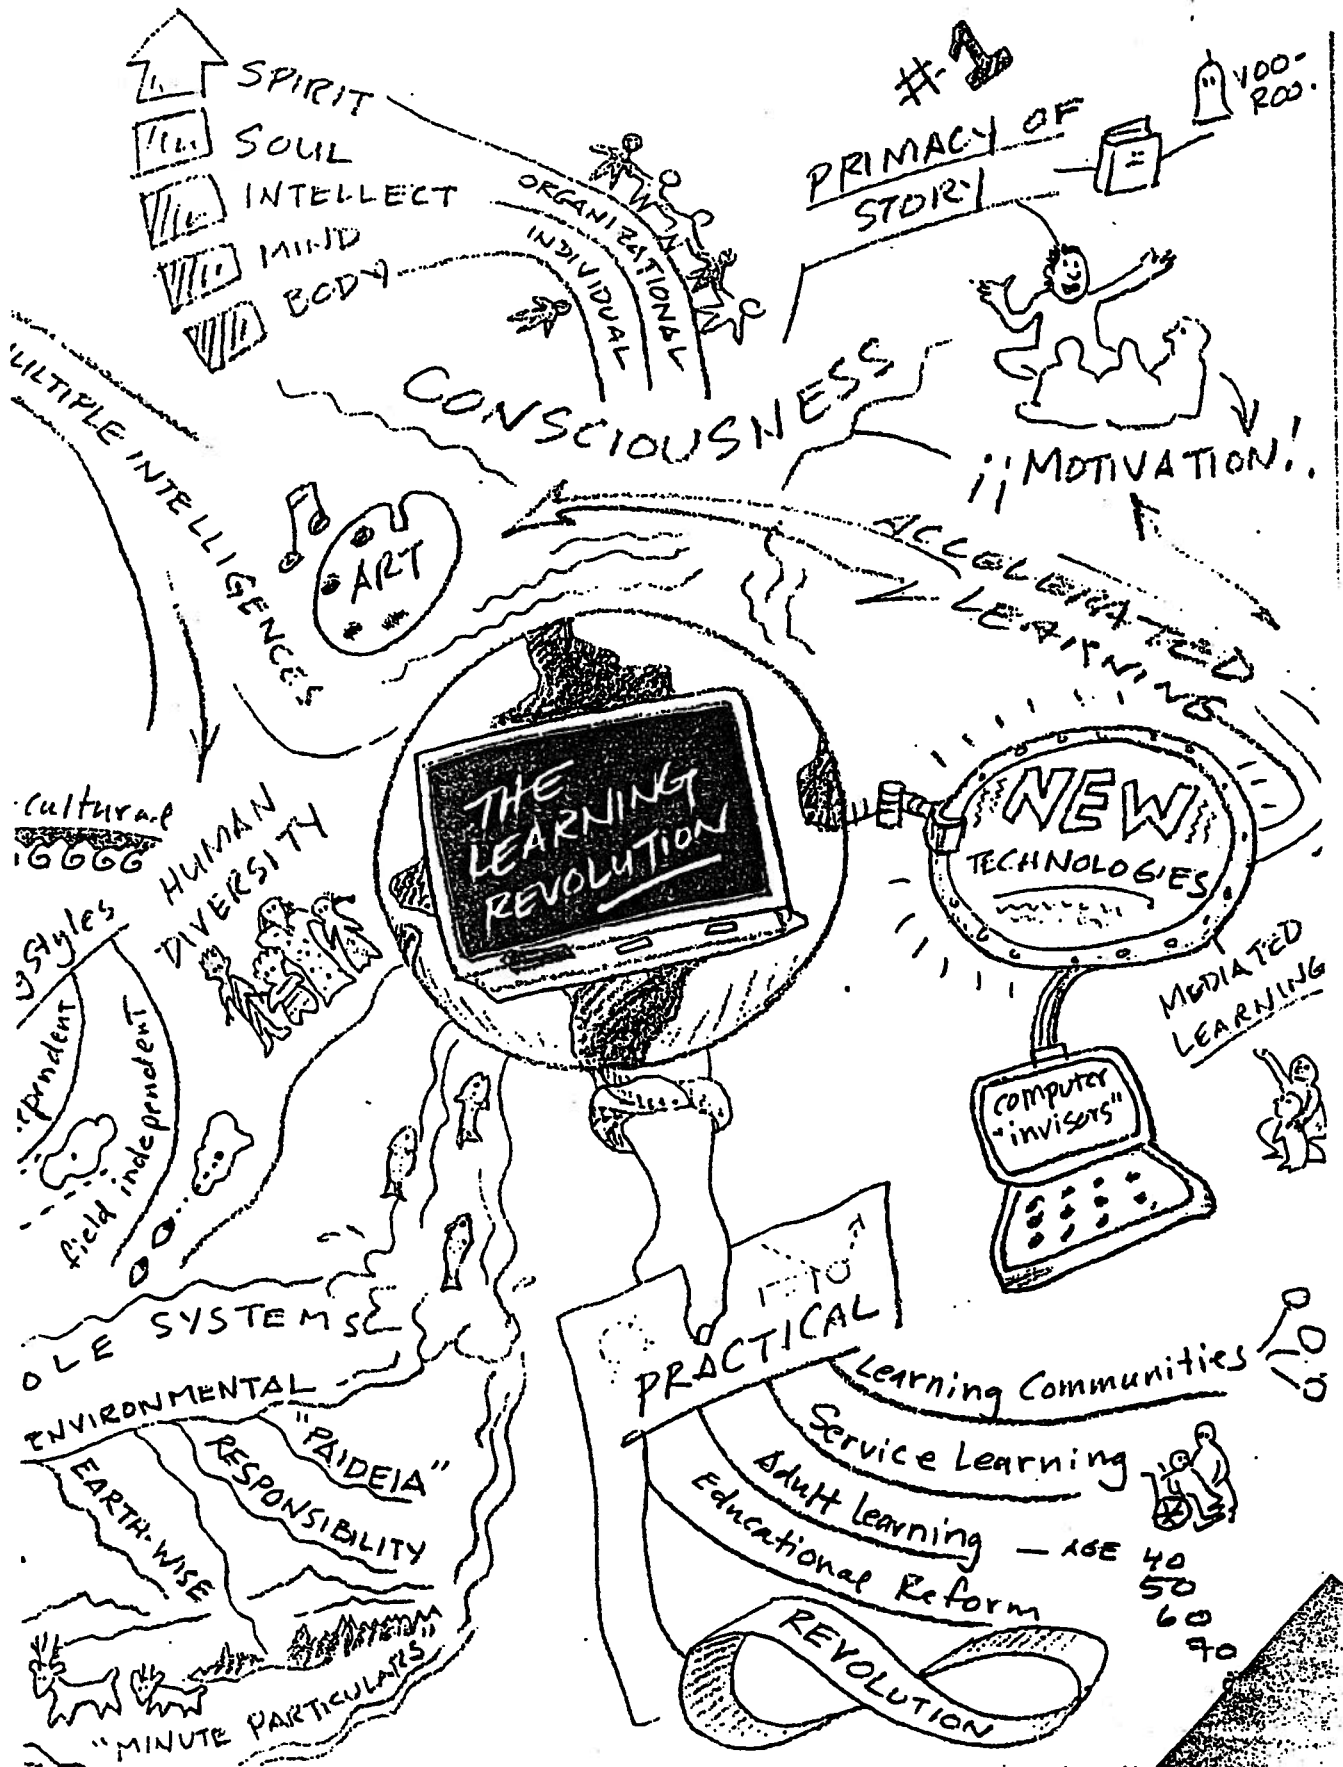 SPIRIT
SOUL
INTELLECT
MIND
BODY
ORGANIZATIONAL
INDIVIDUAL
CONSCIOUSNESS
#1
PRIMACY OF
STORY
VOO-
ROO.
¡¡MOTIVATION!.
ACCELERATED
LEARNING
ULTIPLE INTELLIGENCES
ART
THE
LEARNING
REVOLUTION
NEW
TECHNOLOGIES
MEDIATED
LEARNING
computer
"invisors"
cultural
HUMAN
DIVERSITY
g Styles
ependent
field independent
OLE SYSTEMS
ENVIRONMENTAL
"PAIDEIA"
RESPONSIBILITY
EARTH-WISE
"MINUTE PARTICULARS"
PRACTICAL
Learning Communities
Service Learning
Adult Learning — AGE 40
50
60
70
Educational Reform
REVOLUTION